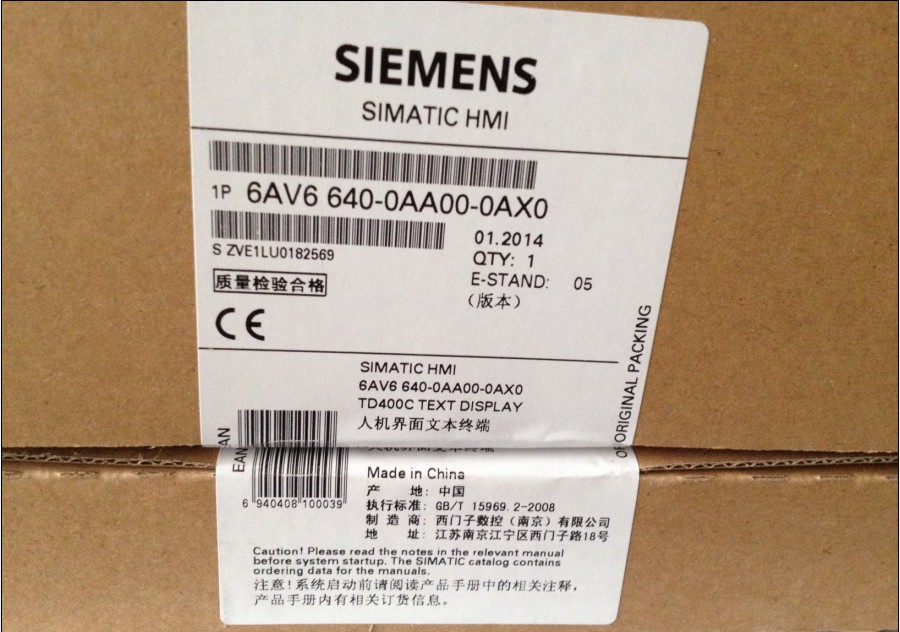 SIEMENS
SIMATIC HMI
1P 6AV6 640-0AA00-0AX0
S ZVE1LU0182569
01.2014
QTY: 1
E-STAND: 05
(版本)
质量检验合格
CE
SIMATIC HMI
6AV6 640-0AA00-0AX0
TD400C TEXT DISPLAY
人机界面文本终端
ORIGINAL PACKING
EAN
6 940408 100039
Made in China
产 地: 中国
执行标准: GB/T 15969.2-2008
制 造 商: 西门子数控(南京)有限公司
地 址: 江苏南京江宁区西门子路18号
Caution! Please read the notes in the relevant manual
before system startup. The SIMATIC catalog contains
ordering data for the manuals.
注意!系统启动前请阅读产品手册中的相关注释,
产品手册内有相关订货信息。